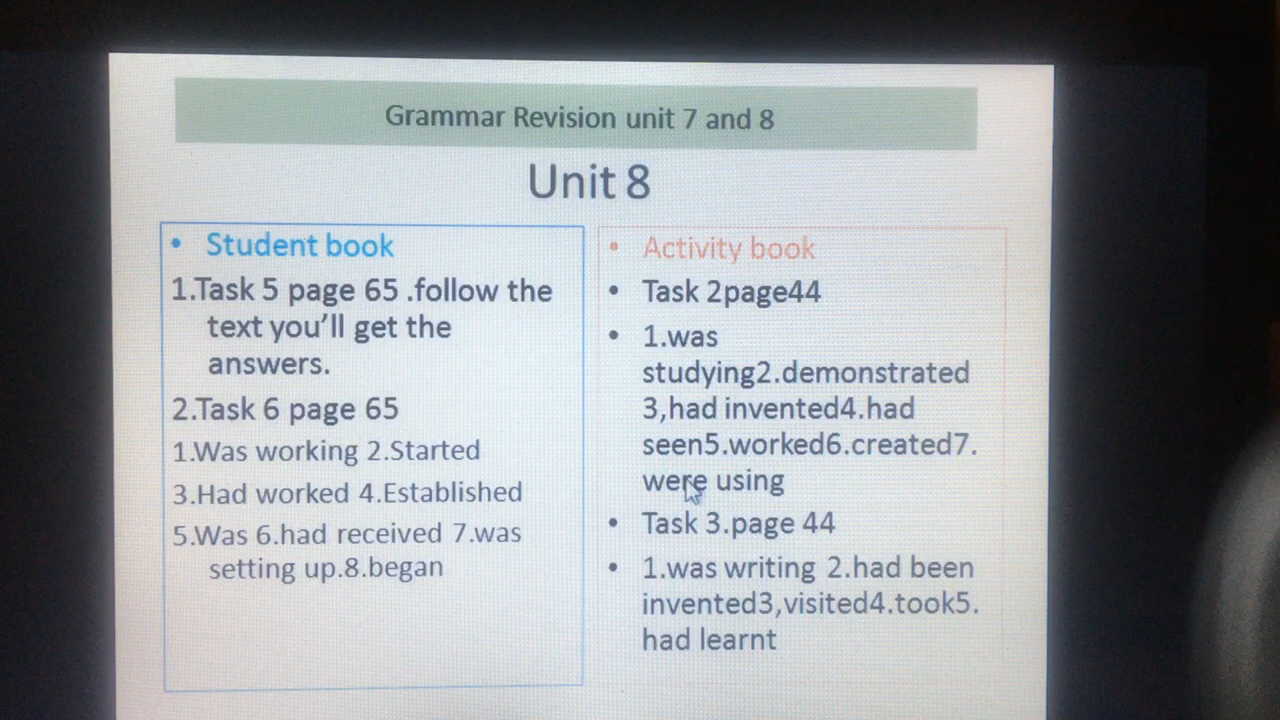 Grammar Revision unit 7 and 8
Unit 8
• Student book
1.Task 5 page 65 .follow the
text you'll get the
answers.
2.Task 6 page 65
1.Was working 2.Started
3.Had worked 4.Established
5.Was 6.had received 7.was
setting up.8.began
• Activity book
• Task 2page44
• 1.was
studying2.demonstrated
3,had invented4.had
seen5.worked6.created7.
were using
• Task 3.page 44
• 1.was writing 2.had been
invented3,visited4.took5.
had learnt